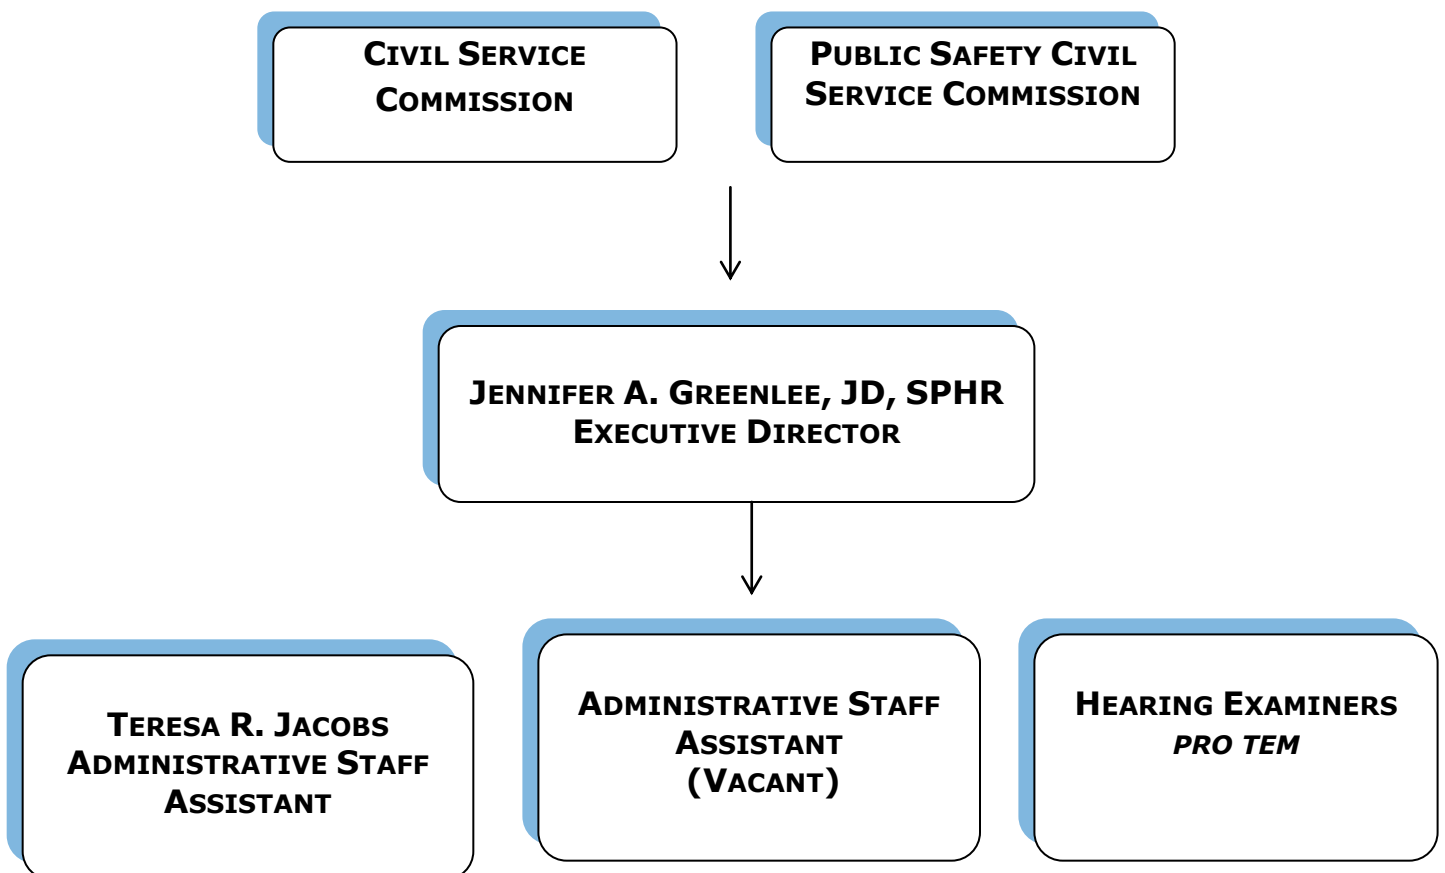 Civil Service
Commission
Public Safety Civil
Service Commission
Jennifer A. Greenlee, JD, SPHR
Executive Director
Teresa R. Jacobs
Administrative Staff
Assistant
Administrative Staff
Assistant
(Vacant)
Hearing Examiners
pro tem